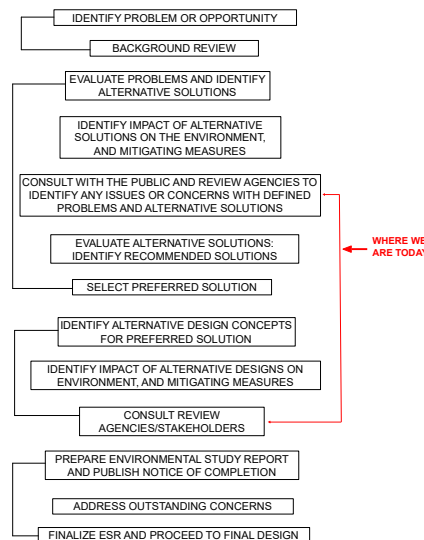 IDENTIFY PROBLEM OR OPPORTUNITY
BACKGROUND REVIEW
EVALUATE PROBLEMS AND IDENTIFY
ALTERNATIVE SOLUTIONS
IDENTIFY IMPACT OF ALTERNATIVE
SOLUTIONS ON THE ENVIRONMENT,
AND MITIGATING MEASURES
CONSULT WITH THE PUBLIC AND REVIEW AGENCIES TO
IDENTIFY ANY ISSUES OR CONCERNS WITH DEFINED
PROBLEMS AND ALTERNATIVE SOLUTIONS
WHERE WE
ARE TODAY
EVALUATE ALTERNATIVE SOLUTIONS:
IDENTIFY RECOMMENDED SOLUTIONS
SELECT PREFERRED SOLUTION
IDENTIFY ALTERNATIVE DESIGN CONCEPTS
FOR PREFERRED SOLUTION
IDENTIFY IMPACT OF ALTERNATIVE DESIGNS ON
ENVIRONMENT, AND MITIGATING MEASURES
CONSULT REVIEW
AGENCIES/STAKEHOLDERS
PREPARE ENVIRONMENTAL STUDY REPORT
AND PUBLISH NOTICE OF COMPLETION
ADDRESS OUTSTANDING CONCERNS
FINALIZE ESR AND PROCEED TO FINAL DESIGN